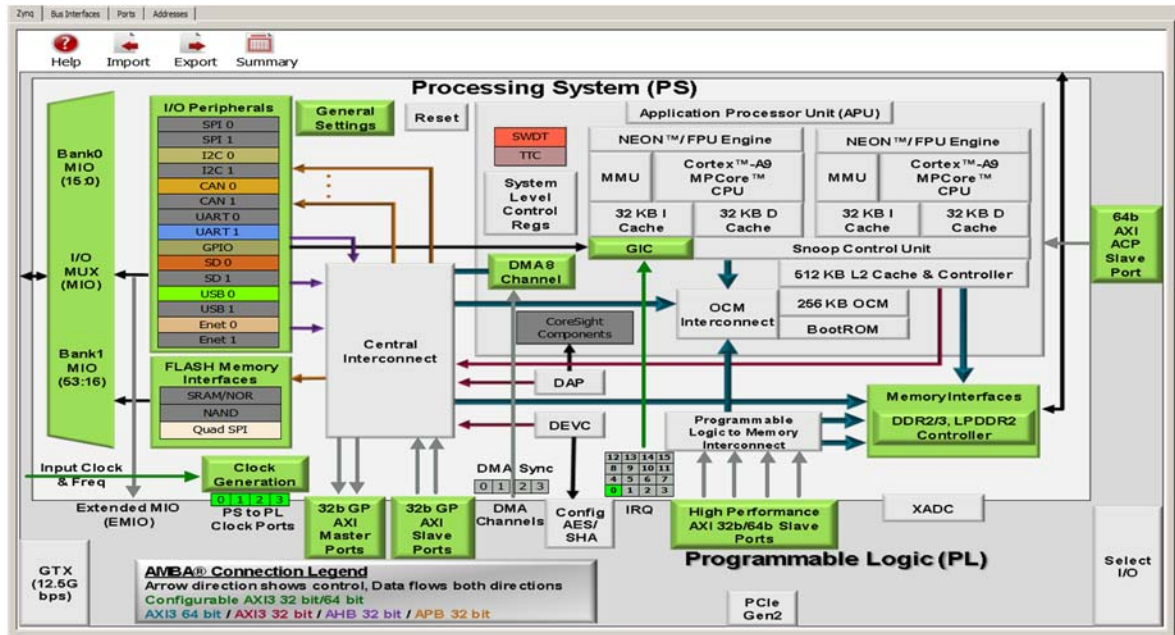 Zynq
Bus Interfaces
Ports
Addresses
Help
Import
Export
Summary
Processing System (PS)
Bank0
MIO
(15:0)
I/O
MUX
(MIO)
Bank1
MIO
(53:16)
I/O Peripherals
SPI 0
SPI 1
I2C 0
I2C 1
CAN 0
CAN 1
UART 0
UART 1
GPIO
SD 0
SD 1
USB 0
USB 1
Enet 0
Enet 1
FLASH Memory
Interfaces
SRAM/NOR
NAND
Quad SPI
General
Settings
Reset
Application Processor Unit (APU)
SWDT
TTC
System
Level
Control
Regs
NEON™/FPU Engine
MMU
Cortex™-A9
MPCore™
CPU
32 KB I
Cache
32 KB D
Cache
NEON™/FPU Engine
MMU
Cortex™-A9
MPCore™
CPU
32 KB I
Cache
32 KB D
Cache
GIC
Snoop Control Unit
DMA 8
Channel
512 KB L2 Cache & Controller
OCM
Interconnect
256 KB OCM
BootROM
64b
AXI
ACP
Slave
Port
Central
Interconnect
CoreSight
Components
DAP
DEVC
Programmable
Logic to Memory
Interconnect
Memory Interfaces
DDR2/3, LPDDR2
Controller
Input Clock
& Freq
Clock
Generation
0 1 2 3
PS to PL
Clock Ports
Extended MIO
(EMIO)
32b GP
AXI
Master
Ports
32b GP
AXI
Slave
Ports
DMA Sync
0 1 2 3
DMA
Channels
Config
AES/
SHA
12 13 14 15
8 9 10 11
4 5 6 7
0 1 2 3
IRQ
High Performance
AXI 32b/64b Slave
Ports
XADC
Programmable Logic (PL)
GTX
(12.5G
bps)
AMBA® Connection Legend
Arrow direction shows control, Data flows both directions
Configurable AXI3 32 bit/64 bit
AXI3 64 bit / AXI3 32 bit / AHB 32 bit / APB 32 bit
PCIe
Gen2
Select
I/O